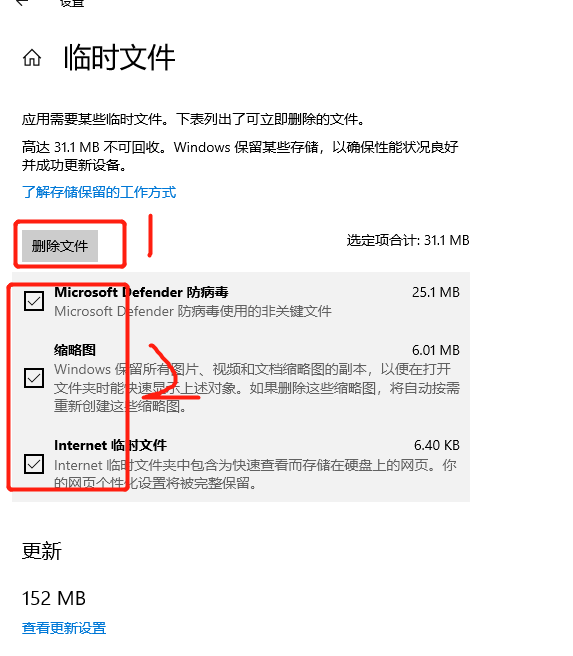 设置
临时文件
应用需要某些临时文件。下表列出了可立即删除的文件。
高达 31.1 MB 不可回收。Windows 保留某些存储，以确保性能状况良好
并成功更新设备。
了解存储保留的工作方式
1
删除文件
选定项合计: 31.1 MB
Microsoft Defender 防病毒
25.1 MB
Microsoft Defender 防病毒使用的非关键文件
2
缩略图
6.01 MB
Windows 保留所有图片、视频和文档缩略图的副本，以便在打开
文件夹时能快速显示上述对象。如果删除这些缩略图，将自动按需
重新创建这些缩略图。
Internet 临时文件
6.40 KB
Internet 临时文件夹中包含为快速查看而存储在硬盘上的网页。你
的网页个性化设置将被完整保留。
更新
152 MB
查看更新设置